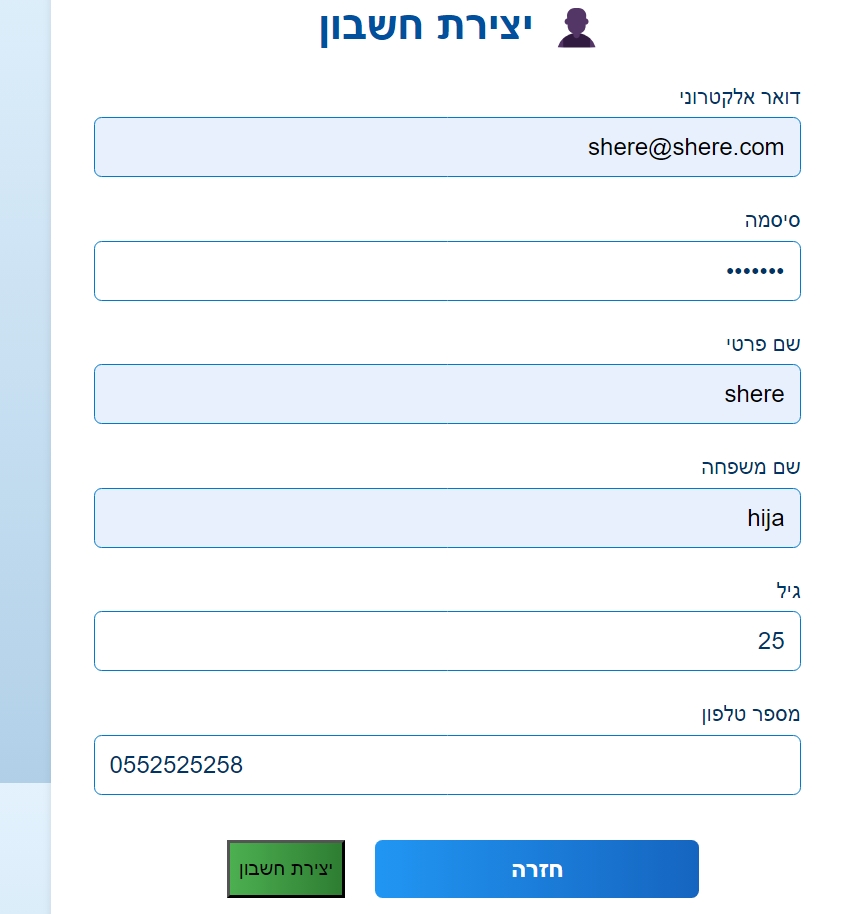 יצירת חשבון
דואר אלקטרוני
shere@shere.com
סיסמה
•••••••
שם פרטי
shere
שם משפחה
hija
גיל
25
מספר טלפון
0552525258
חזרה
יצירת חשבון